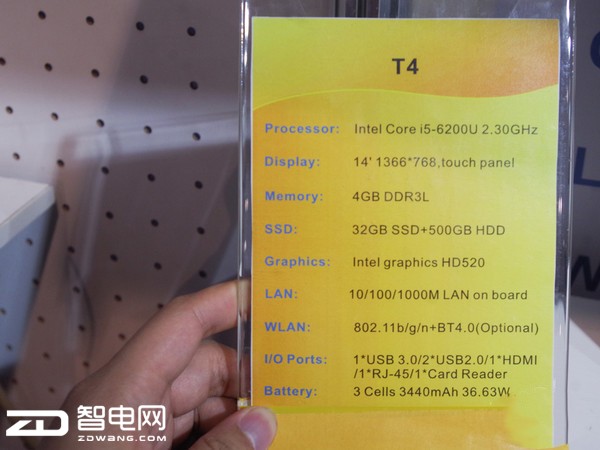 T4
Processor: Intel Core i5-6200U 2.30GHz
Display: 14' 1366*768,touch panel
Memory: 4GB DDR3L
SSD: 32GB SSD+500GB HDD
Graphics: Intel graphics HD520
LAN: 10/100/1000M LAN on board
WLAN: 802.11b/g/n+BT4.0(Optional)
I/O Ports: 1*USB 3.0/2*USB2.0/1*HDMI
/1*RJ-45/1*Card Reader
Battery: 3 Cells 3440mAh 36.63W
ZD 智电网
ZDWANG.COM